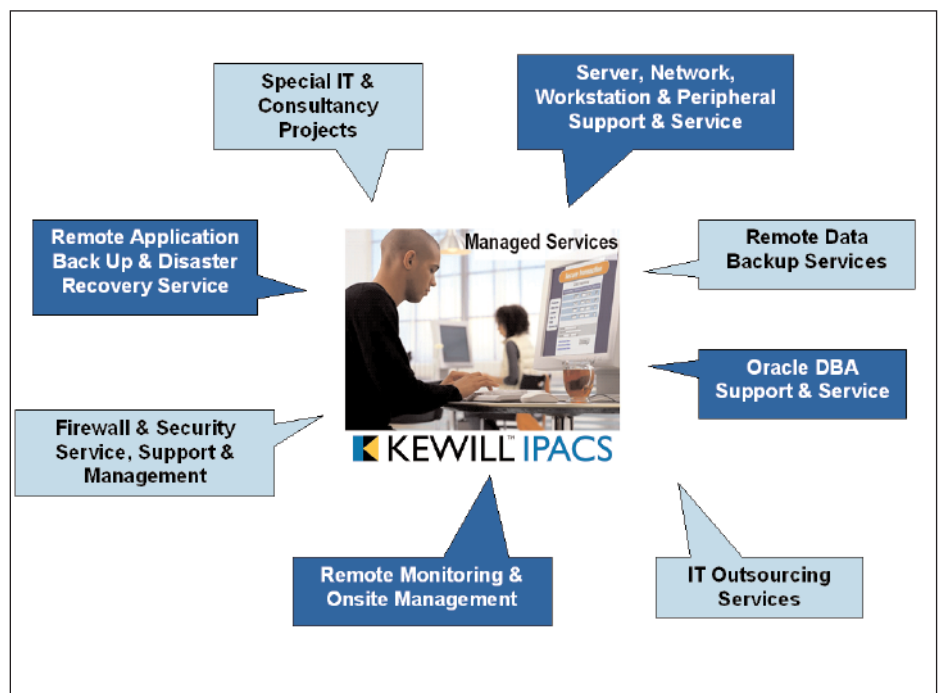 Special IT &
Consultancy
Projects
Server, Network,
Workstation & Peripheral
Support & Service
Remote Application
Back Up & Disaster
Recovery Service
Managed Services
Remote Data
Backup Services
Oracle DBA
Support & Service
Firewall & Security
Service, Support &
Management
KEWILL™ IPACS
Remote Monitoring &
Onsite Management
IT Outsourcing
Services